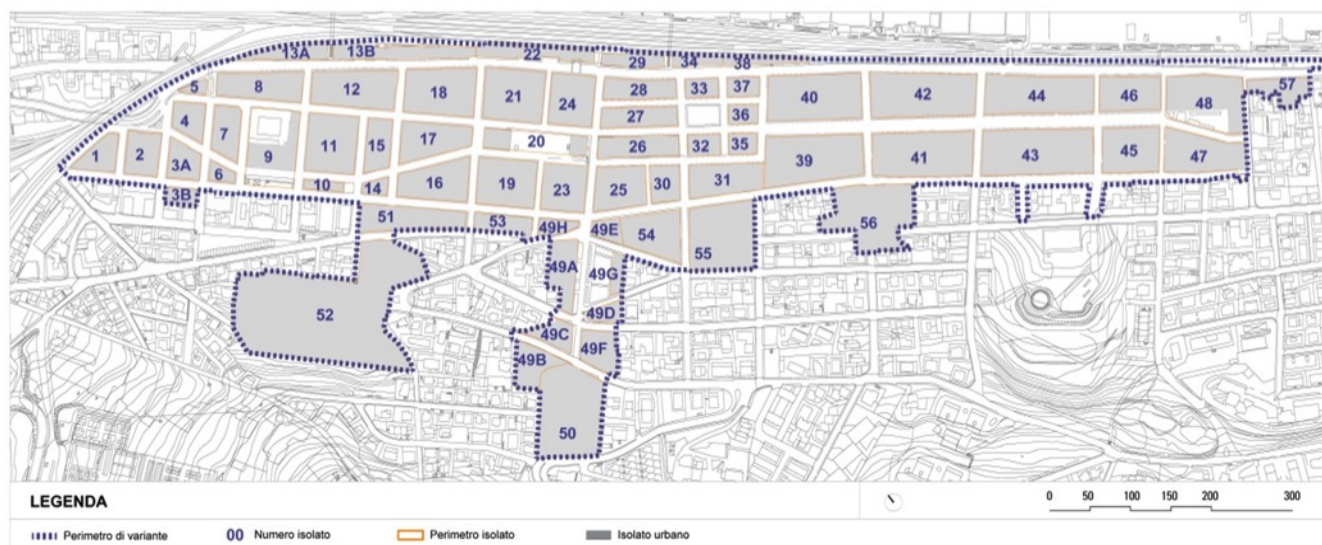 13A 13B 22 29 34 38
5 8 12 18 21 24 28 33 37 40 42 44 46 48 57
4 7 27 36
1 2 3A 9 11 15 17 20 26 32 35 39 41 43 45 47
6 10 14 16 19 23 25 30 31
3B 51 53 49H 49E 54 55 56
49A 49G
52 49D
49C 49F
49B
50
LEGENDA
0 50 100 150 200 300
Perimetro di variante 00 Numero isolato Perimetro isolato Isolato urbano